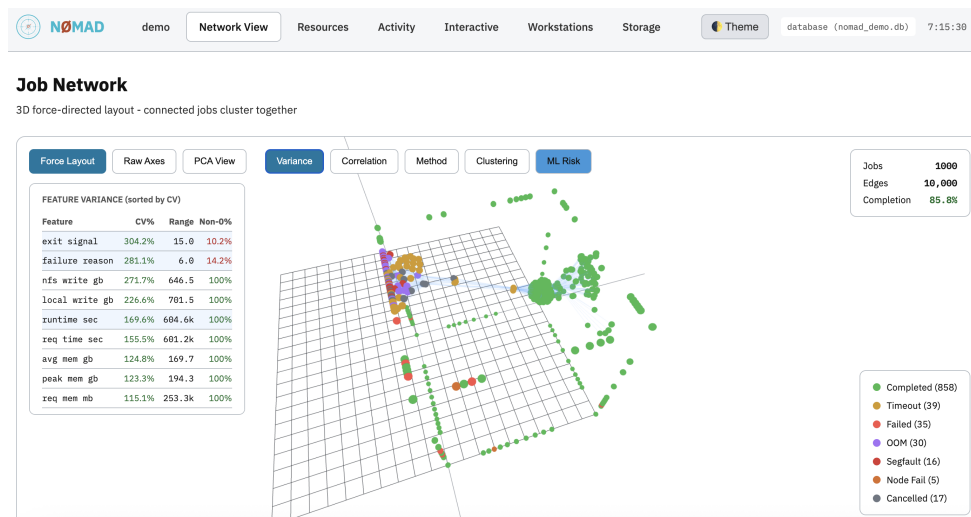 NØMAD demo Network View Resources Activity Interactive Workstations Storage Theme database (nomad_demo.db) 7:15:30
Job Network
3D force-directed layout - connected jobs cluster together
Force Layout Raw Axes PCA View Variance Correlation Method Clustering ML Risk
FEATURE VARIANCE (sorted by CV)
Feature CV% Range Non-0%
exit signal 304.2% 15.0 10.2%
failure reason 281.1% 6.0 14.2%
nfs write gb 271.7% 646.5 100%
local write gb 226.6% 701.5 100%
runtime sec 169.6% 604.6k 100%
req time sec 155.5% 601.2k 100%
avg mem gb 124.8% 169.7 100%
peak mem gb 123.3% 194.3 100%
req mem mb 115.1% 253.3k 100%
Jobs 1000
Edges 10,000
Completion 85.8%
Completed (858)
Timeout (39)
Failed (35)
OOM (30)
Segfault (16)
Node Fail (5)
Cancelled (17)